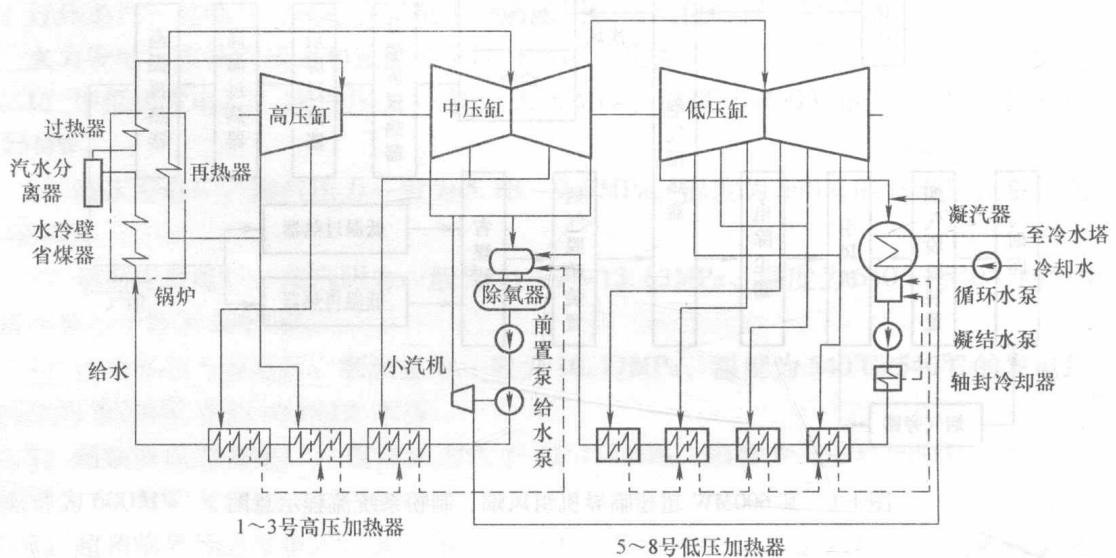 高压缸
中压缸
低压缸
过热器
汽水分
离器
再热器
水冷壁
省煤器
锅炉
给水
除氧器
前置泵
给水泵
小汽机
凝汽器
至冷水塔
冷却水
循环水泵
凝结水泵
轴封冷却器
1～3号高压加热器
5～8号低压加热器